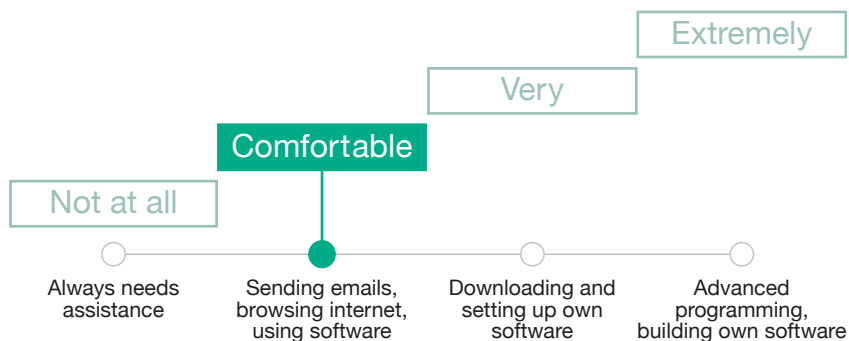 Extremely
Very
Comfortable
Not at all
Always needs
assistance
Sending emails,
browsing internet,
using software
Downloading and
setting up own
software
Advanced
programming,
building own software